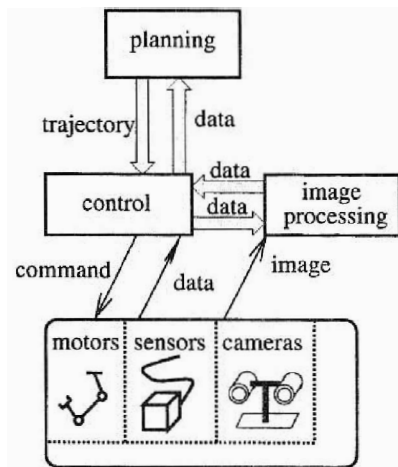 planning
trajectory
data
data
control
data
image
processing
command
data
image
motors
sensors
cameras